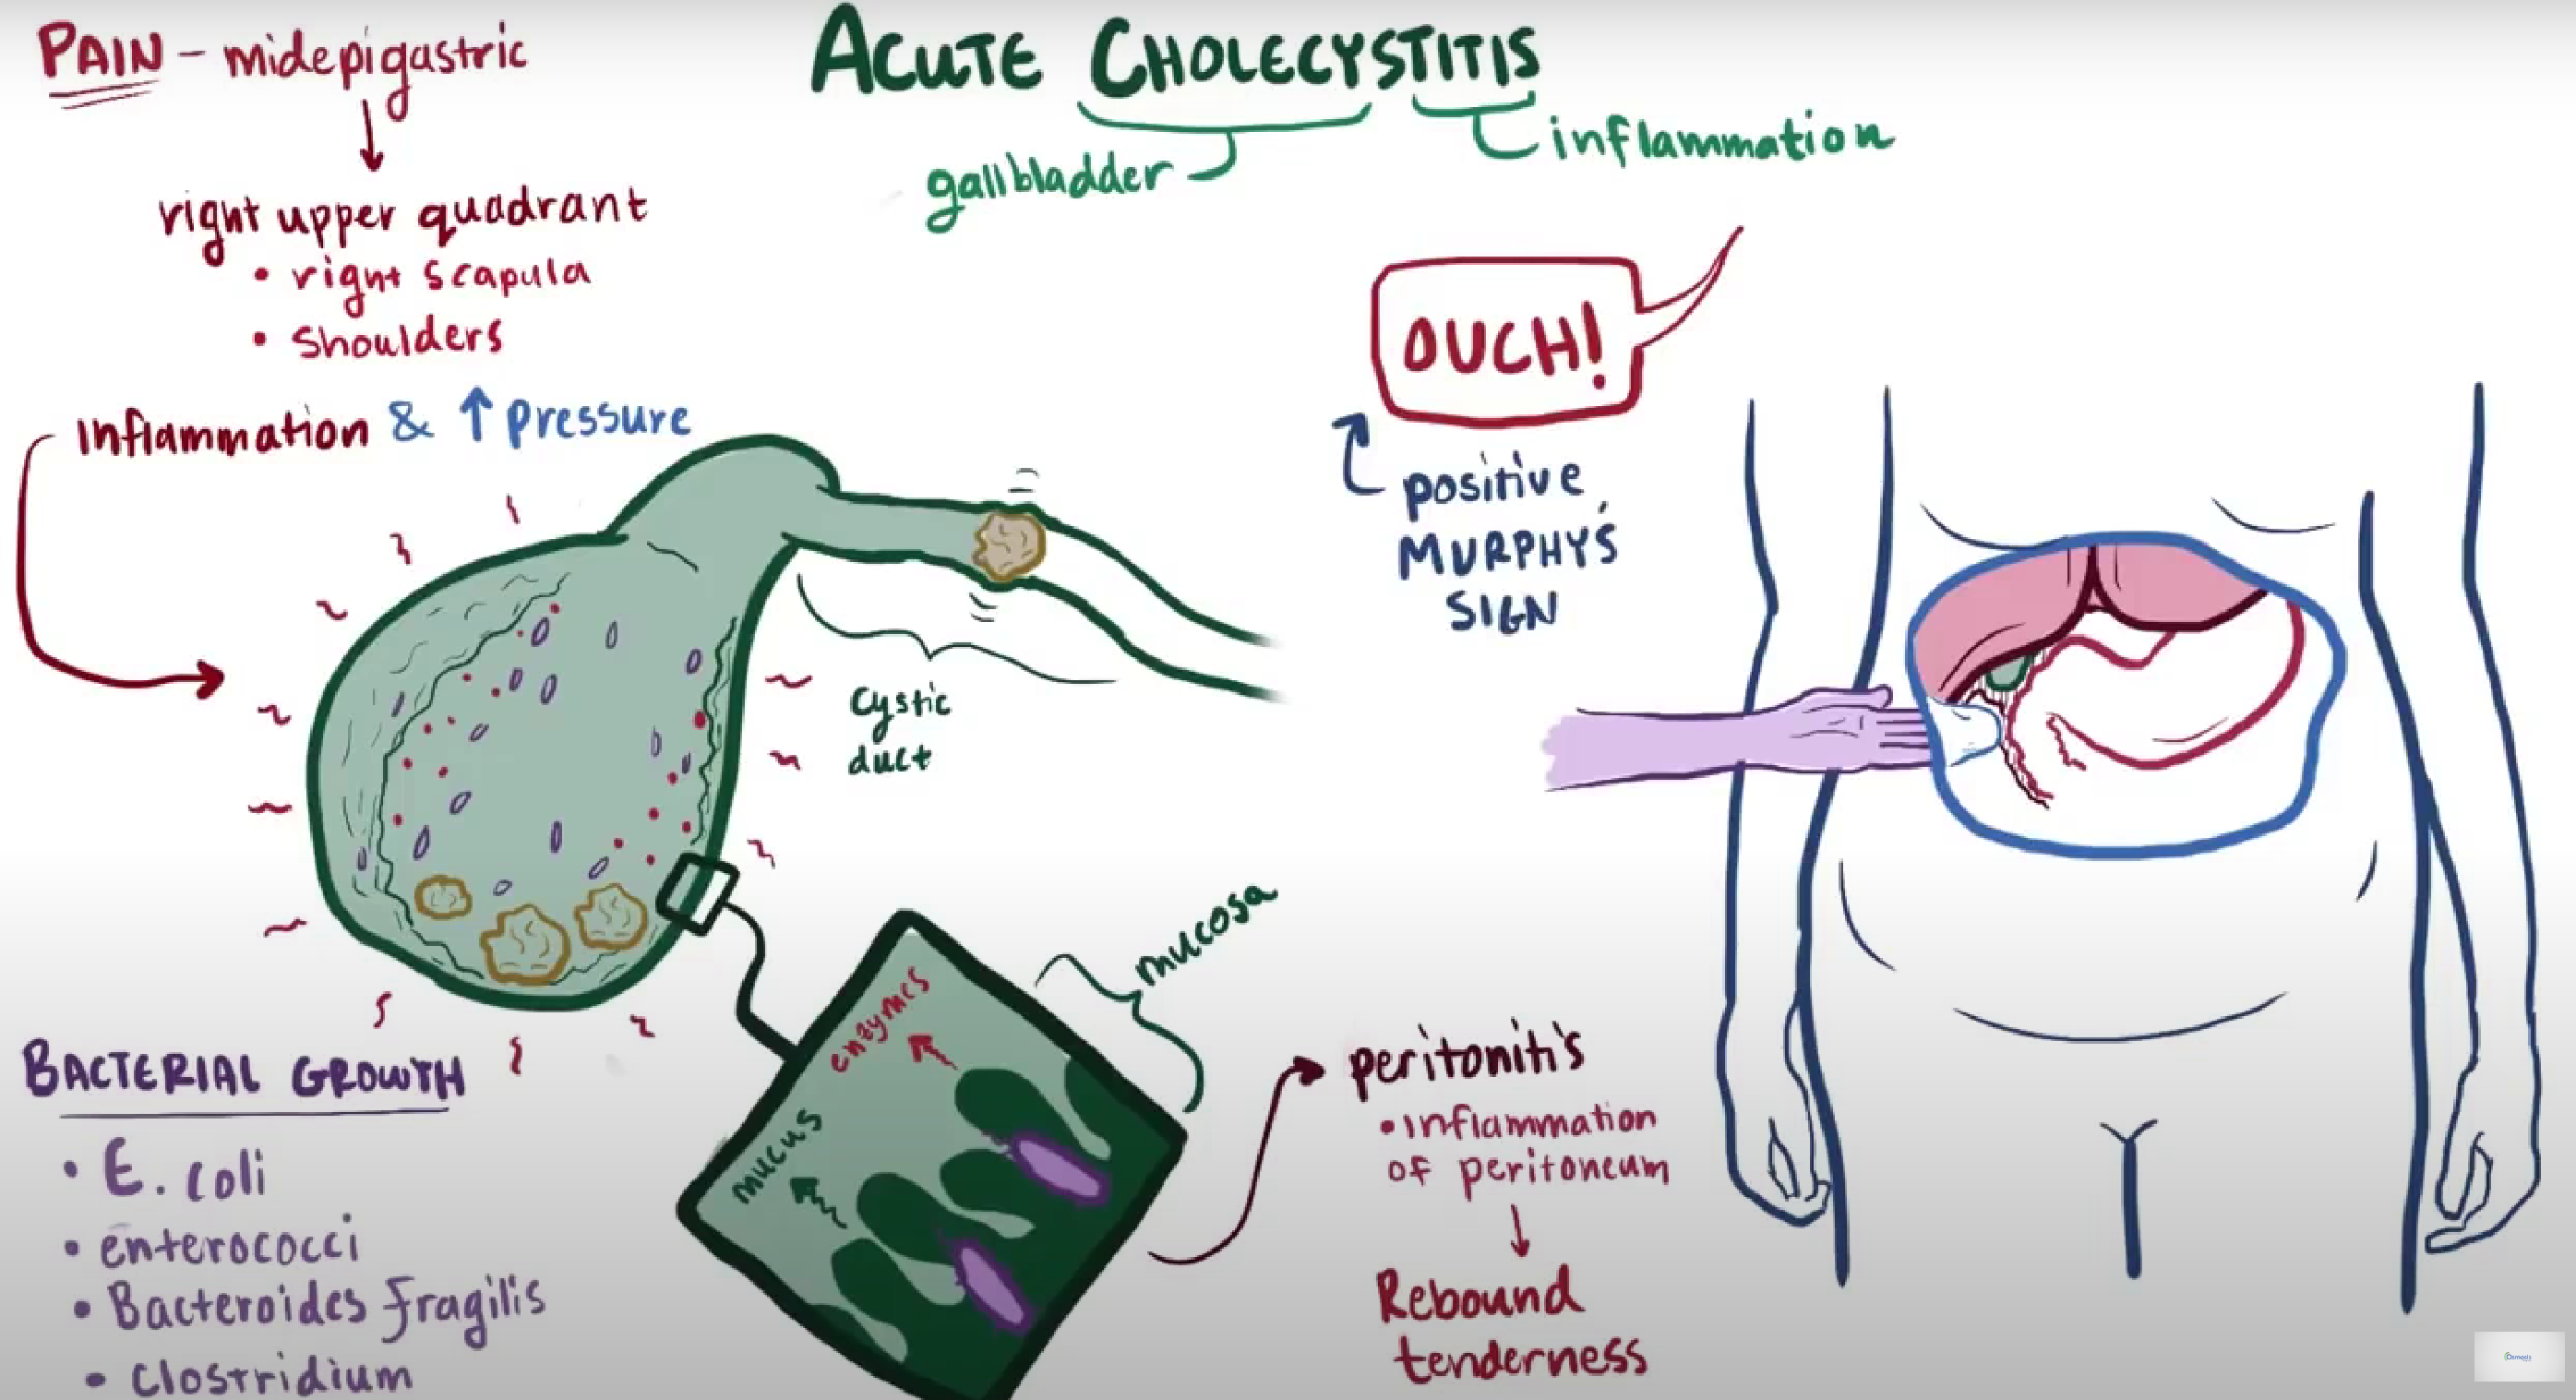 ACUTE CHOLECYSTITIS
gallbladder
inflammation
PAIN – midepigastric
right upper quadrant
• right scapula
• Shoulders
Inflammation & ↑ pressure
cystic
duct
BACTERIAL GROWTH
• E. coli
• enterococci
• Bacteroides fragilis
• Clostridium
enzymes
mucus
mucosa
peritonitis
• inflammation
of peritoneum
↓
Rebound
tenderness
OUCH!
positive
MURPHY'S
SIGN
Osmosis